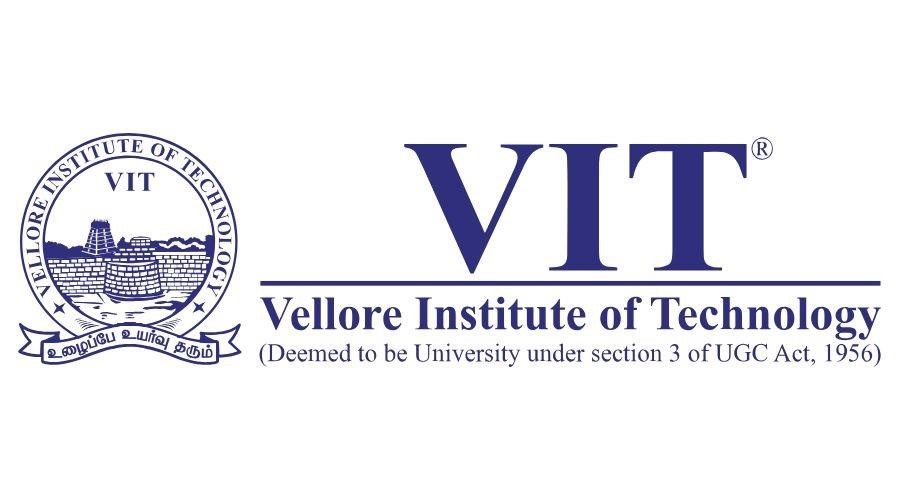 VELLORE INSTITUTE OF TECHNOLOGY
VIT
உழைப்பே உயர்வு தரும்
VIT®
Vellore Institute of Technology
(Deemed to be University under section 3 of UGC Act, 1956)